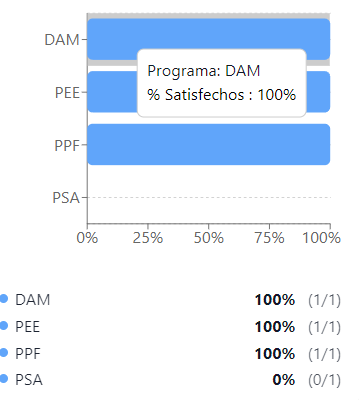 DAM
Programa: DAM
% Satisfechos : 100%
PEE
PPF
PSA
0% 25% 50% 75% 100%
DAM 100% (1/1)
PEE 100% (1/1)
PPF 100% (1/1)
PSA 0% (0/1)